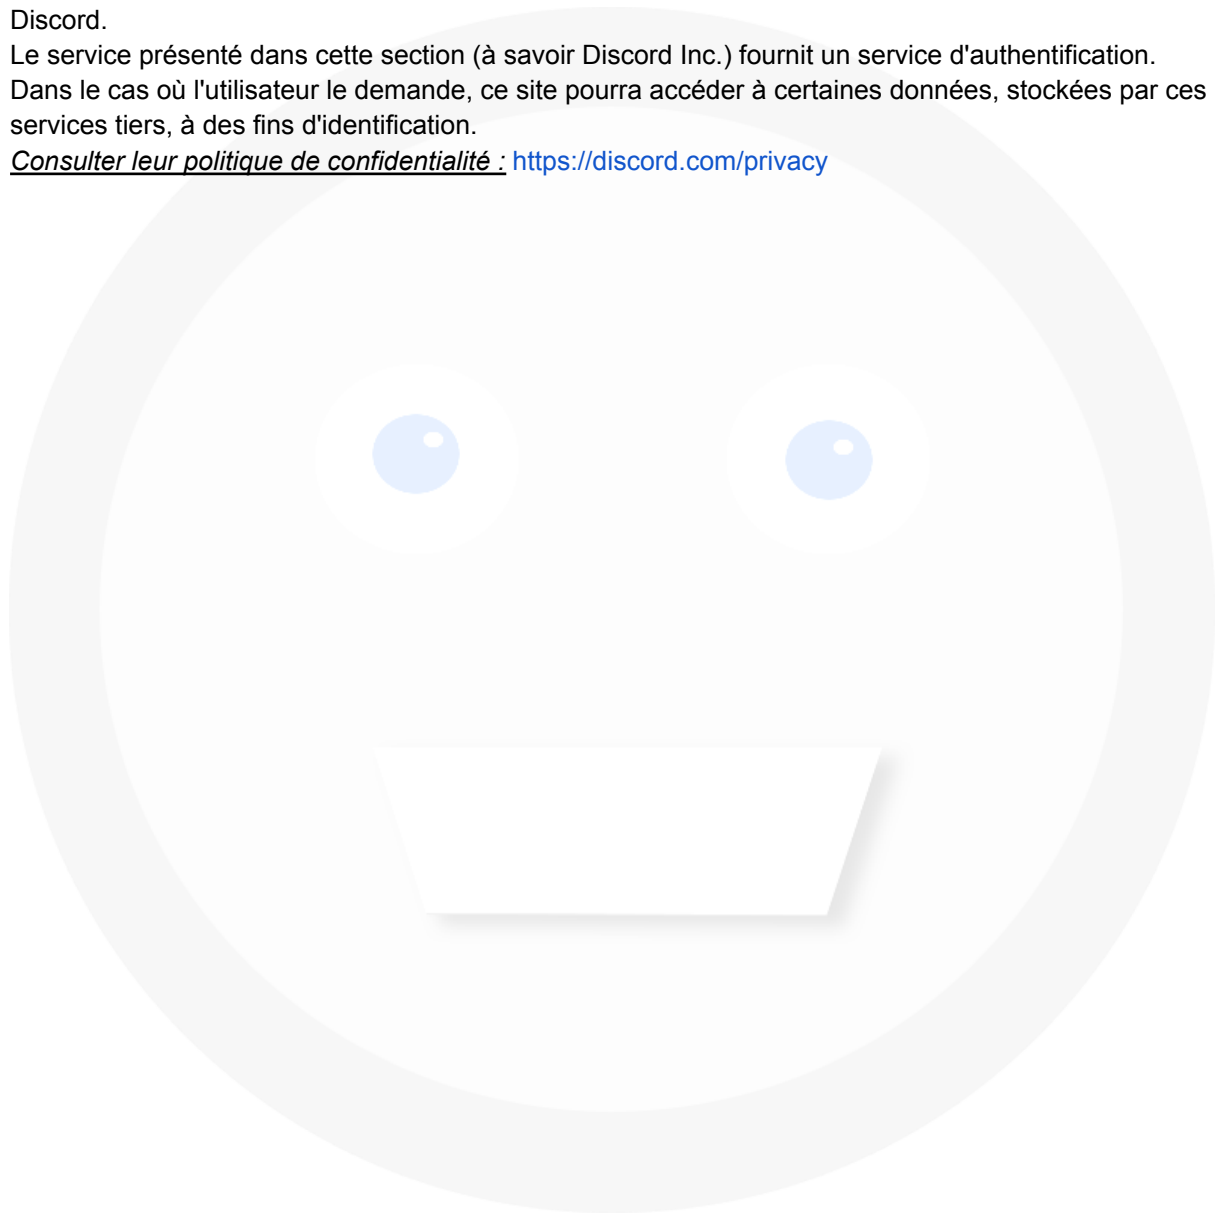 Discord.
Le service présenté dans cette section (à savoir Discord Inc.) fournit un service d'authentification.
Dans le cas où l'utilisateur le demande, ce site pourra accéder à certaines données, stockées par ces
services tiers, à des fins d'identification.
Consulter leur politique de confidentialité : https://discord.com/privacy